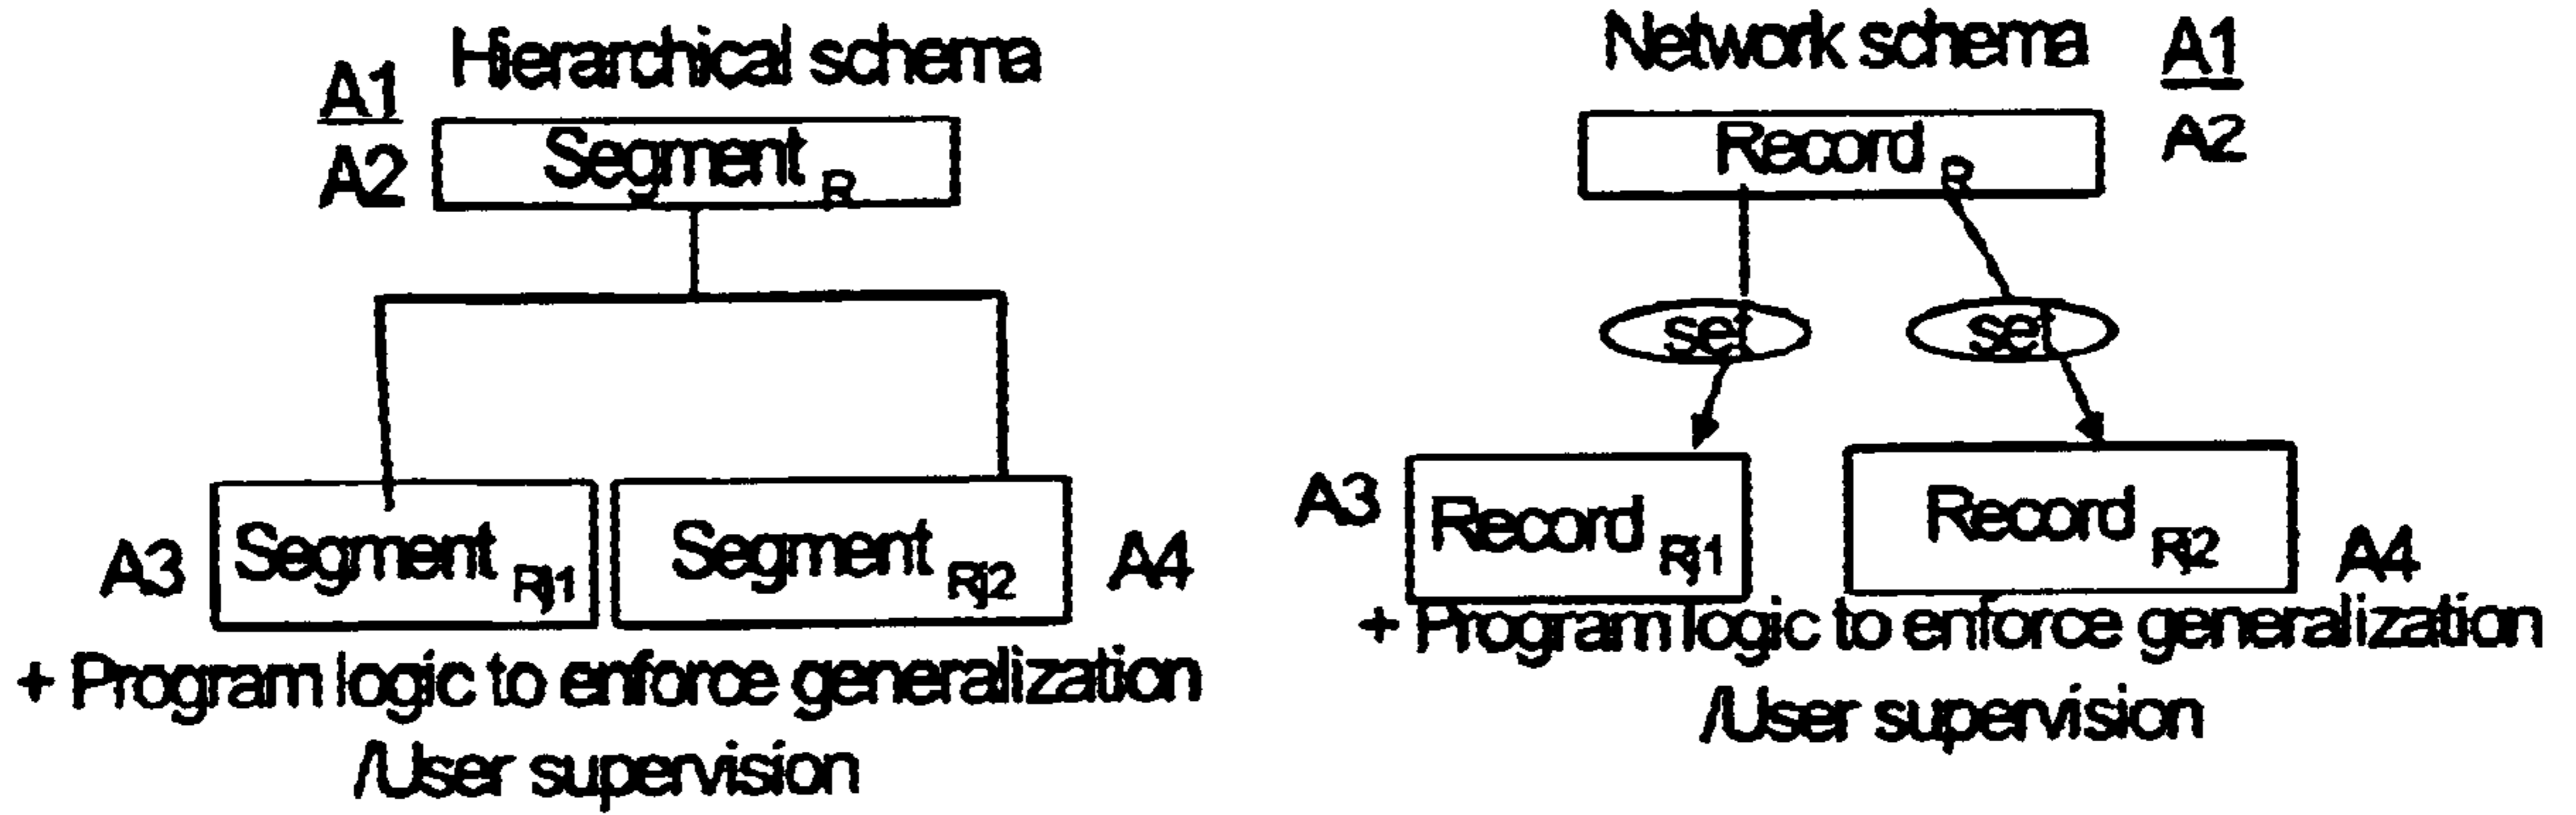 Hierarchical schema
A1
A2
Segment R
A3
Segment Rj1
Segment Rj2
A4
+ Program logic to enforce generalization
/User supervision
Network schema
A1
A2
Record R
set
set
A3
Record Rj1
Record Rj2
A4
+ Program logic to enforce generalization
/User supervision